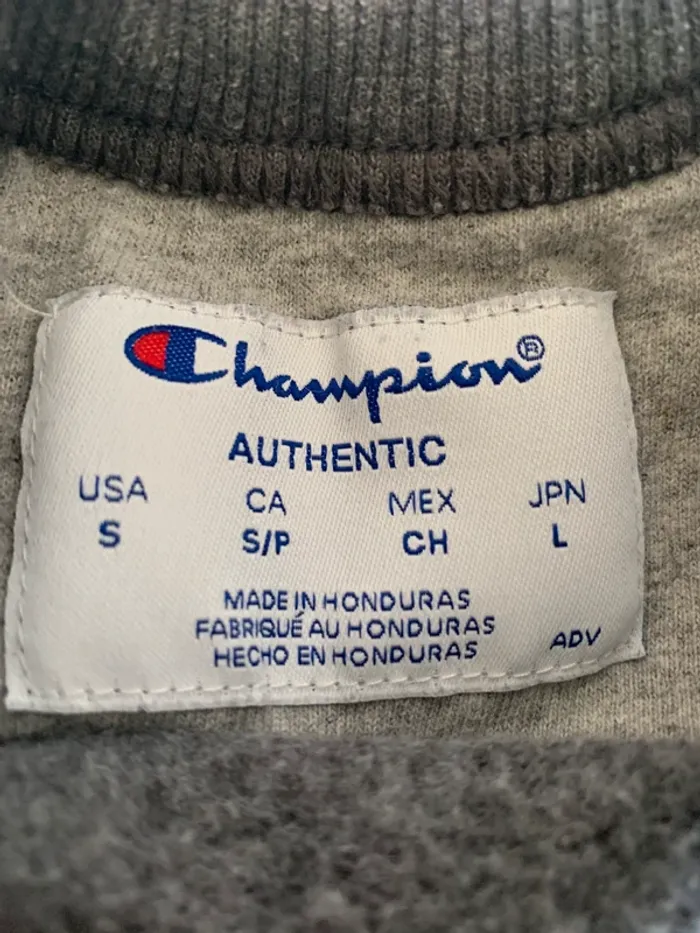 Champion®
AUTHENTIC
USA CA MEX JPN
S S/P CH L
MADE IN HONDURAS
FABRIQUÉ AU HONDURAS
HECHO EN HONDURAS
ADV